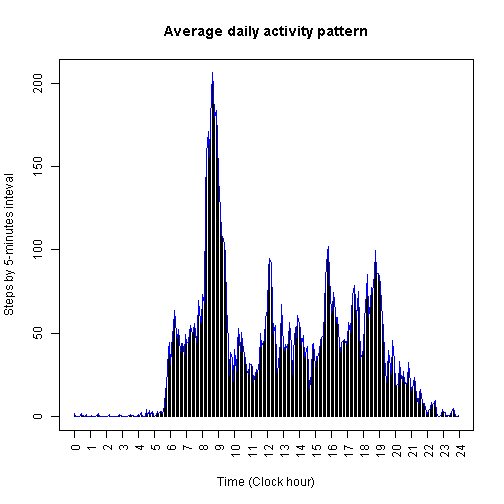 Average daily activity pattern
Steps by 5-minutes inteval
200
150
100
50
0
0 1 2 3 4 5 6 7 8 9 10 11 12 13 14 15 16 17 18 19 20 21 22 23 24
Time (Clock hour)